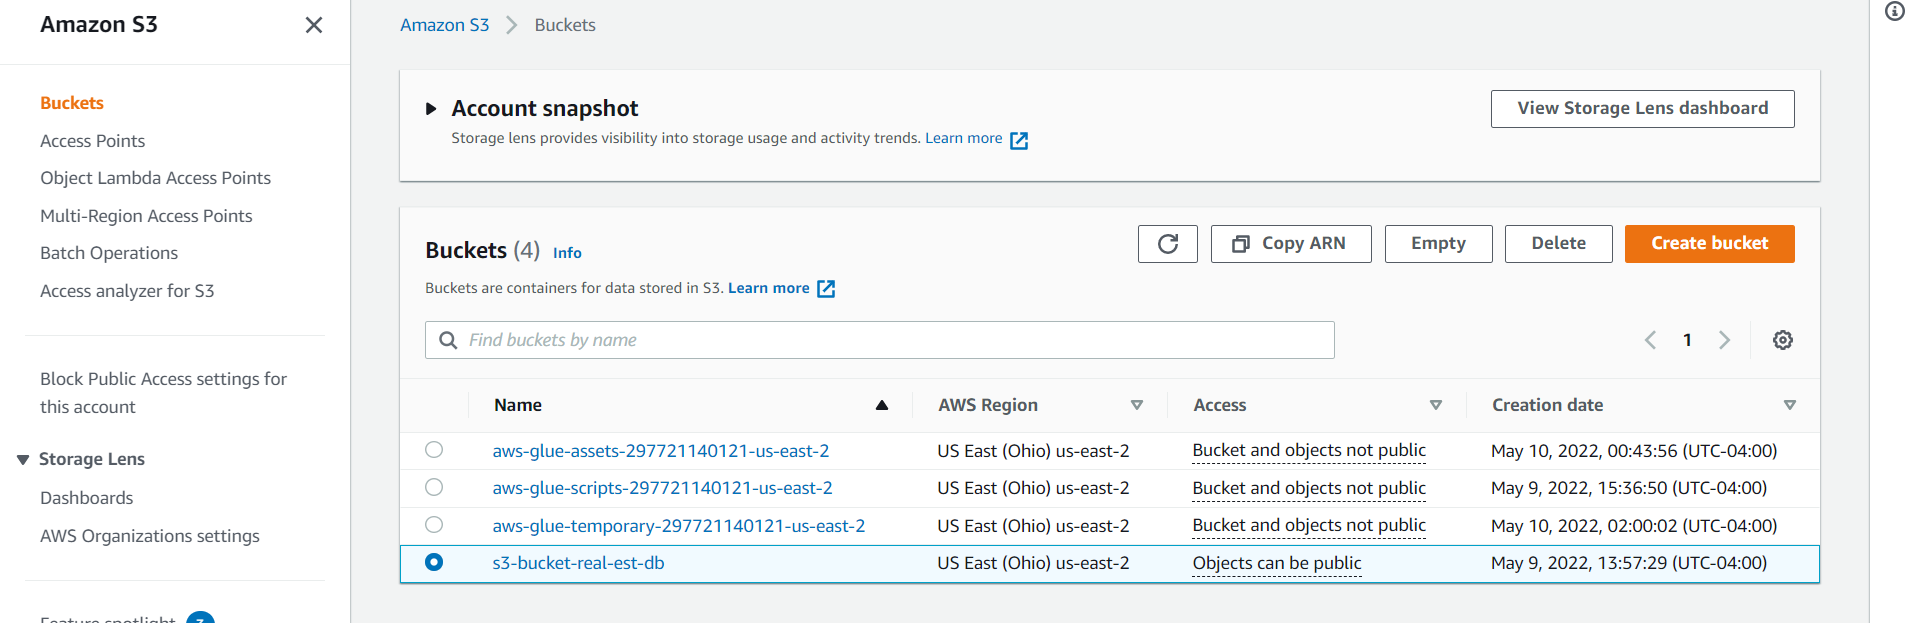 Amazon S3
Buckets
Access Points
Object Lambda Access Points
Multi-Region Access Points
Batch Operations
Access analyzer for S3
Block Public Access settings for
this account
Storage Lens
Dashboards
AWS Organizations settings
Feature spotlight 3
Amazon S3 Buckets
Account snapshot
View Storage Lens dashboard
Storage lens provides visibility into storage usage and activity trends. Learn more
Buckets (4) Info
Copy ARN Empty Delete Create bucket
Buckets are containers for data stored in S3. Learn more
Find buckets by name
1
Name AWS Region Access Creation date
aws-glue-assets-297721140121-us-east-2 US East (Ohio) us-east-2 Bucket and objects not public May 10, 2022, 00:43:56 (UTC-04:00)
aws-glue-scripts-297721140121-us-east-2 US East (Ohio) us-east-2 Bucket and objects not public May 9, 2022, 15:36:50 (UTC-04:00)
aws-glue-temporary-297721140121-us-east-2 US East (Ohio) us-east-2 Bucket and objects not public May 10, 2022, 02:00:02 (UTC-04:00)
s3-bucket-real-est-db US East (Ohio) us-east-2 Objects can be public May 9, 2022, 13:57:29 (UTC-04:00)